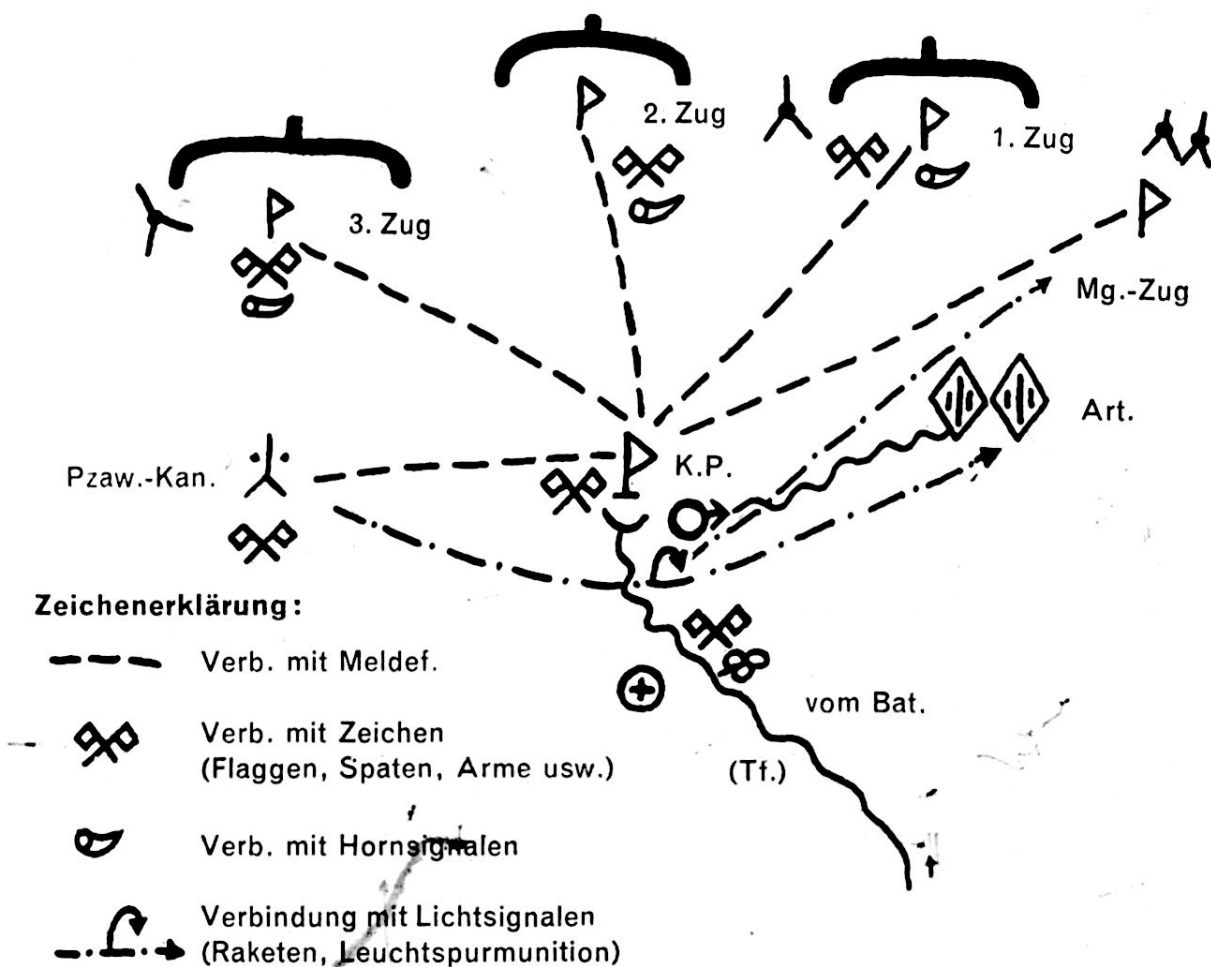 2. Zug
1. Zug
3. Zug
Mg.-Zug
Art.
Pzaw.-Kan.
K.P.
Zeichenerklärung:
Verb. mit Meldef.
vom Bat.
Verb. mit Zeichen
(Flaggen, Spaten, Arme usw.)
(Tf.)
Verb. mit Hornsignalen
Verbindung mit Lichtsignalen
(Raketen, Leuchtspurmunition)